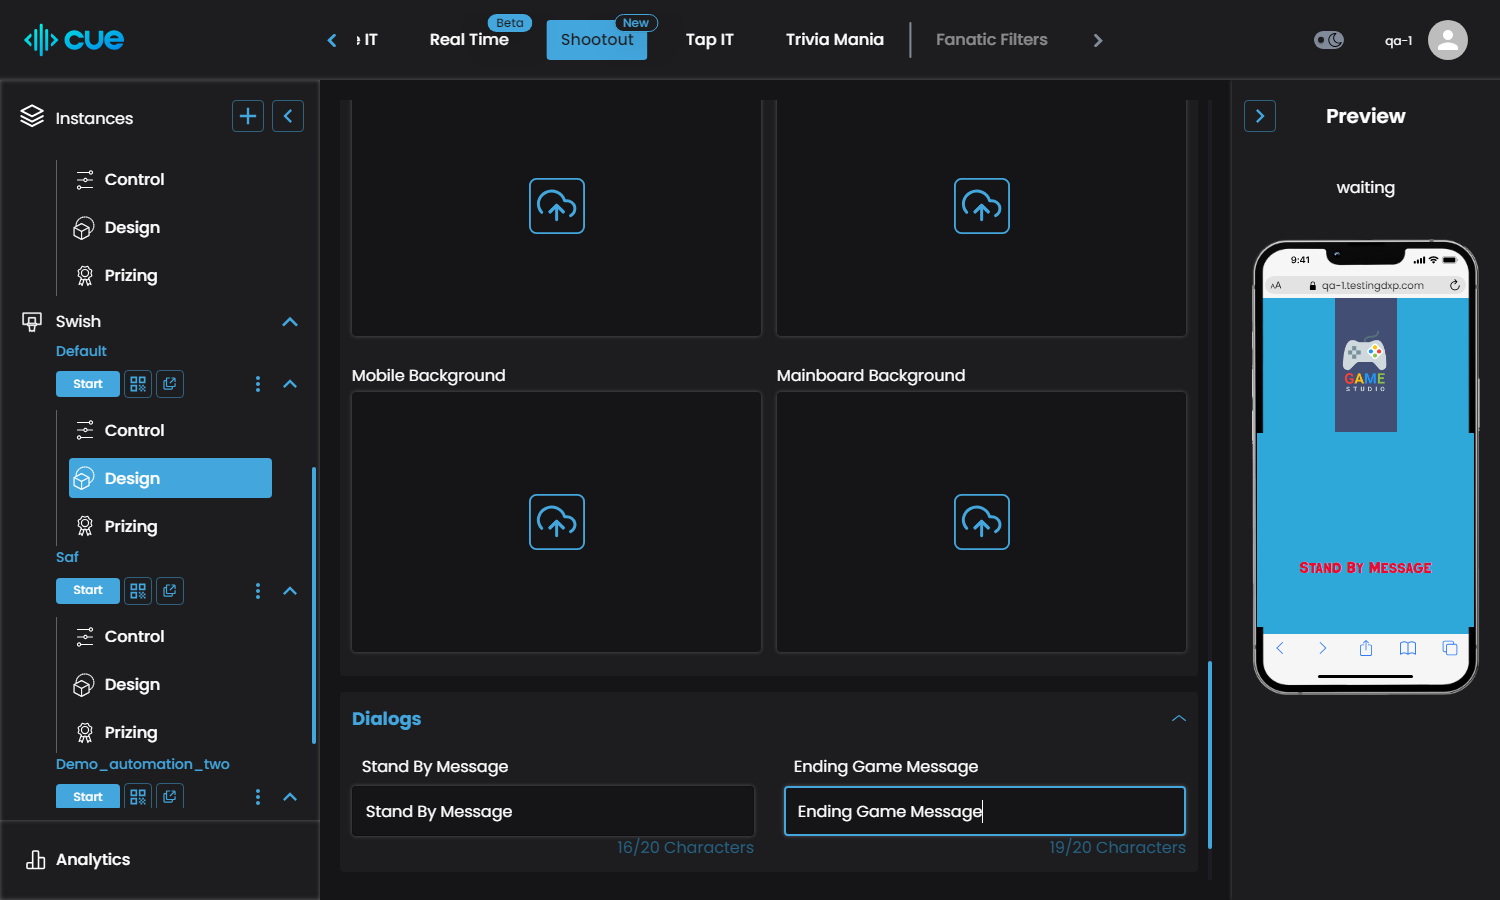 cue
IT
Real Time
Beta
Shootout
New
Tap IT
Trivia Mania
Fanatic Filters
qa-1
Instances
Control
Design
Prizing
Swish
Default
Start
Control
Design
Prizing
Saf
Start
Control
Design
Prizing
Demo_automation_two
Start
Analytics
Mobile Background
Mainboard Background
Dialogs
Stand By Message
Ending Game Message
Stand By Message
Ending Game Message
16/20 Characters
19/20 Characters
Preview
waiting
9:41
AA
qa-1.testingdxp.com
GAME
STUDIO
Stand By Message